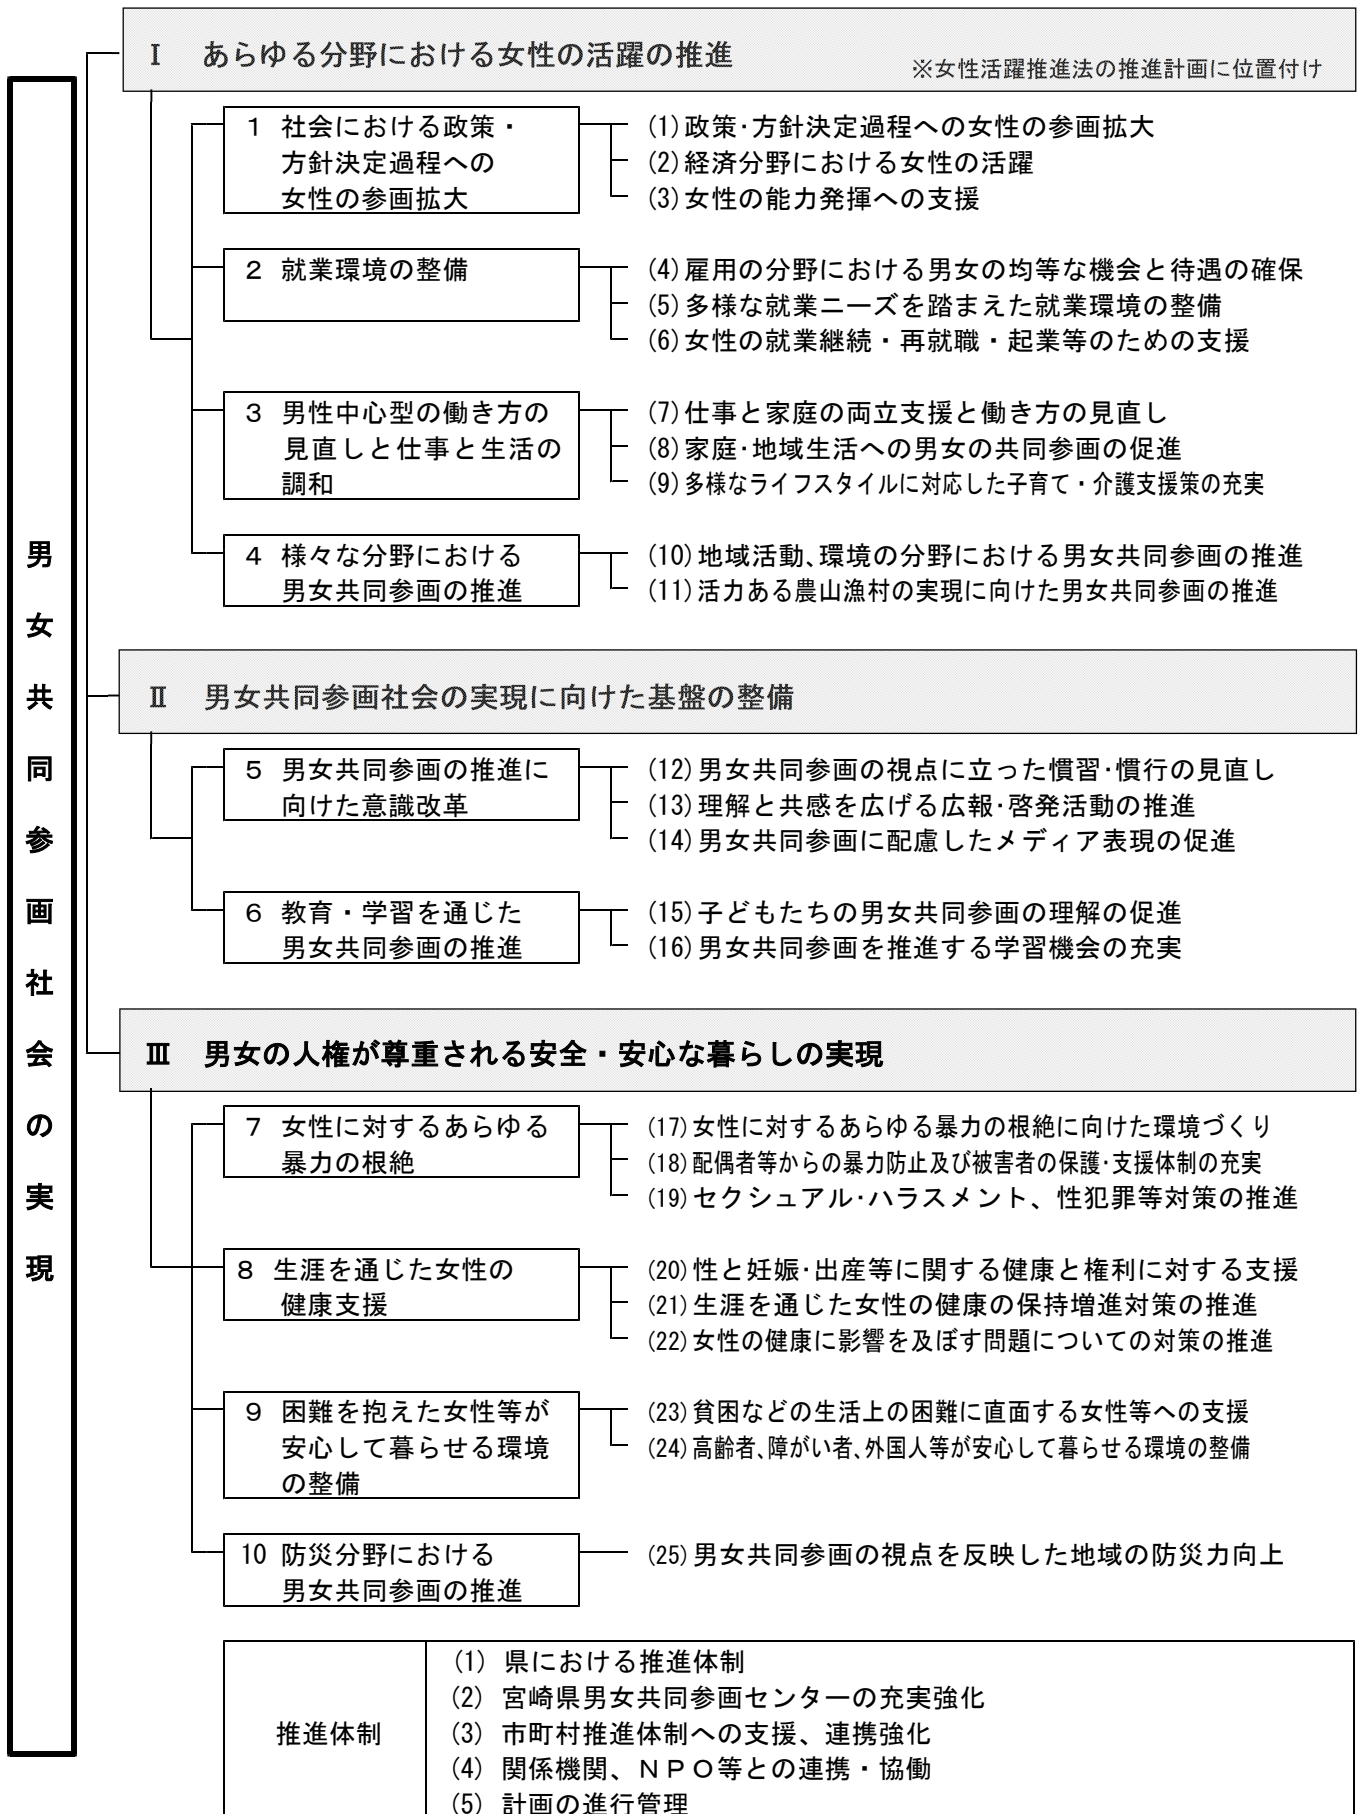 男女共同参画社会の実現
Ⅰ　あらゆる分野における女性の活躍の推進
※女性活躍推進法の推進計画に位置付け
１　社会における政策・
方針決定過程への
女性の参画拡大
(1)政策･方針決定過程への女性の参画拡大
(2)経済分野における女性の活躍
(3)女性の能力発揮への支援
２　就業環境の整備
(4)雇用の分野における男女の均等な機会と待遇の確保
(5)多様な就業ニーズを踏まえた就業環境の整備
(6)女性の就業継続・再就職・起業等のための支援
３　男性中心型の働き方の
見直しと仕事と生活の
調和
(7)仕事と家庭の両立支援と働き方の見直し
(8)家庭･地域生活への男女の共同参画の促進
(9)多様なライフスタイルに対応した子育て・介護支援策の充実
４　様々な分野における
男女共同参画の推進
(10)地域活動､環境の分野における男女共同参画の推進
(11)活力ある農山漁村の実現に向けた男女共同参画の推進
Ⅱ　男女共同参画社会の実現に向けた基盤の整備
５　男女共同参画の推進に
向けた意識改革
(12)男女共同参画の視点に立った慣習･慣行の見直し
(13)理解と共感を広げる広報･啓発活動の推進
(14)男女共同参画に配慮したメディア表現の促進
６　教育・学習を通じた
男女共同参画の推進
(15)子どもたちの男女共同参画の理解の促進
(16)男女共同参画を推進する学習機会の充実
Ⅲ　男女の人権が尊重される安全・安心な暮らしの実現
７　女性に対するあらゆる
暴力の根絶
(17)女性に対するあらゆる暴力の根絶に向けた環境づくり
(18)配偶者等からの暴力防止及び被害者の保護･支援体制の充実
(19)セクシュアル･ハラスメント、性犯罪等対策の推進
８　生涯を通じた女性の
健康支援
(20)性と妊娠･出産等に関する健康と権利に対する支援
(21)生涯を通じた女性の健康の保持増進対策の推進
(22)女性の健康に影響を及ぼす問題についての対策の推進
９　困難を抱えた女性等が
安心して暮らせる環境
の整備
(23)貧困などの生活上の困難に直面する女性等への支援
(24)高齢者､障がい者､外国人等が安心して暮らせる環境の整備
10　防災分野における
男女共同参画の推進
(25)男女共同参画の視点を反映した地域の防災力向上
推進体制
(1)　県における推進体制
(2)　宮崎県男女共同参画センターの充実強化
(3)　市町村推進体制への支援、連携強化
(4)　関係機関、ＮＰＯ等との連携・協働
(5)　計画の進行管理